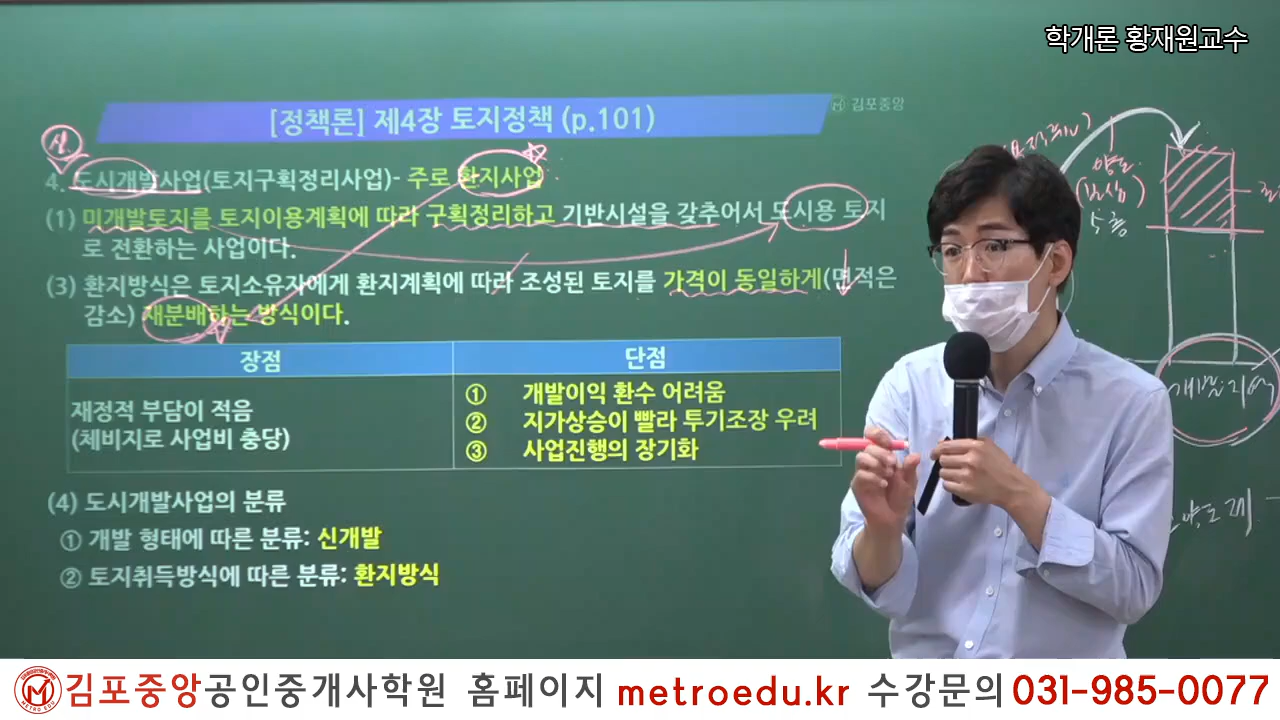 학개론 황재원교수
김포중앙
[정책론] 제4장 토지정책 (p.101)
4. 도시개발사업(토지구획정리사업)- 주로 환지사업
(1) 미개발토지를 토지이용계획에 따라 구획정리하고 기반시설을 갖추어서 도시용 토지
로 전환하는 사업이다.
(3) 환지방식은 토지소유자에게 환지계획에 따라 조성된 토지를 가격이 동일하게(면적은
감소) 재분배하는 방식이다.
장점
단점
재정적 부담이 적음
(체비지로 사업비 충당)
① 개발이익 환수 어려움
② 지가상승이 빨라 투기조장 우려
③ 사업진행의 장기화
(4) 도시개발사업의 분류
① 개발 형태에 따른 분류: 신개발
② 토지취득방식에 따른 분류: 환지방식
5층
METRO EDU
김포중앙공인중개사학원 홈페이지 metroedu.kr 수강문의 031-985-0077